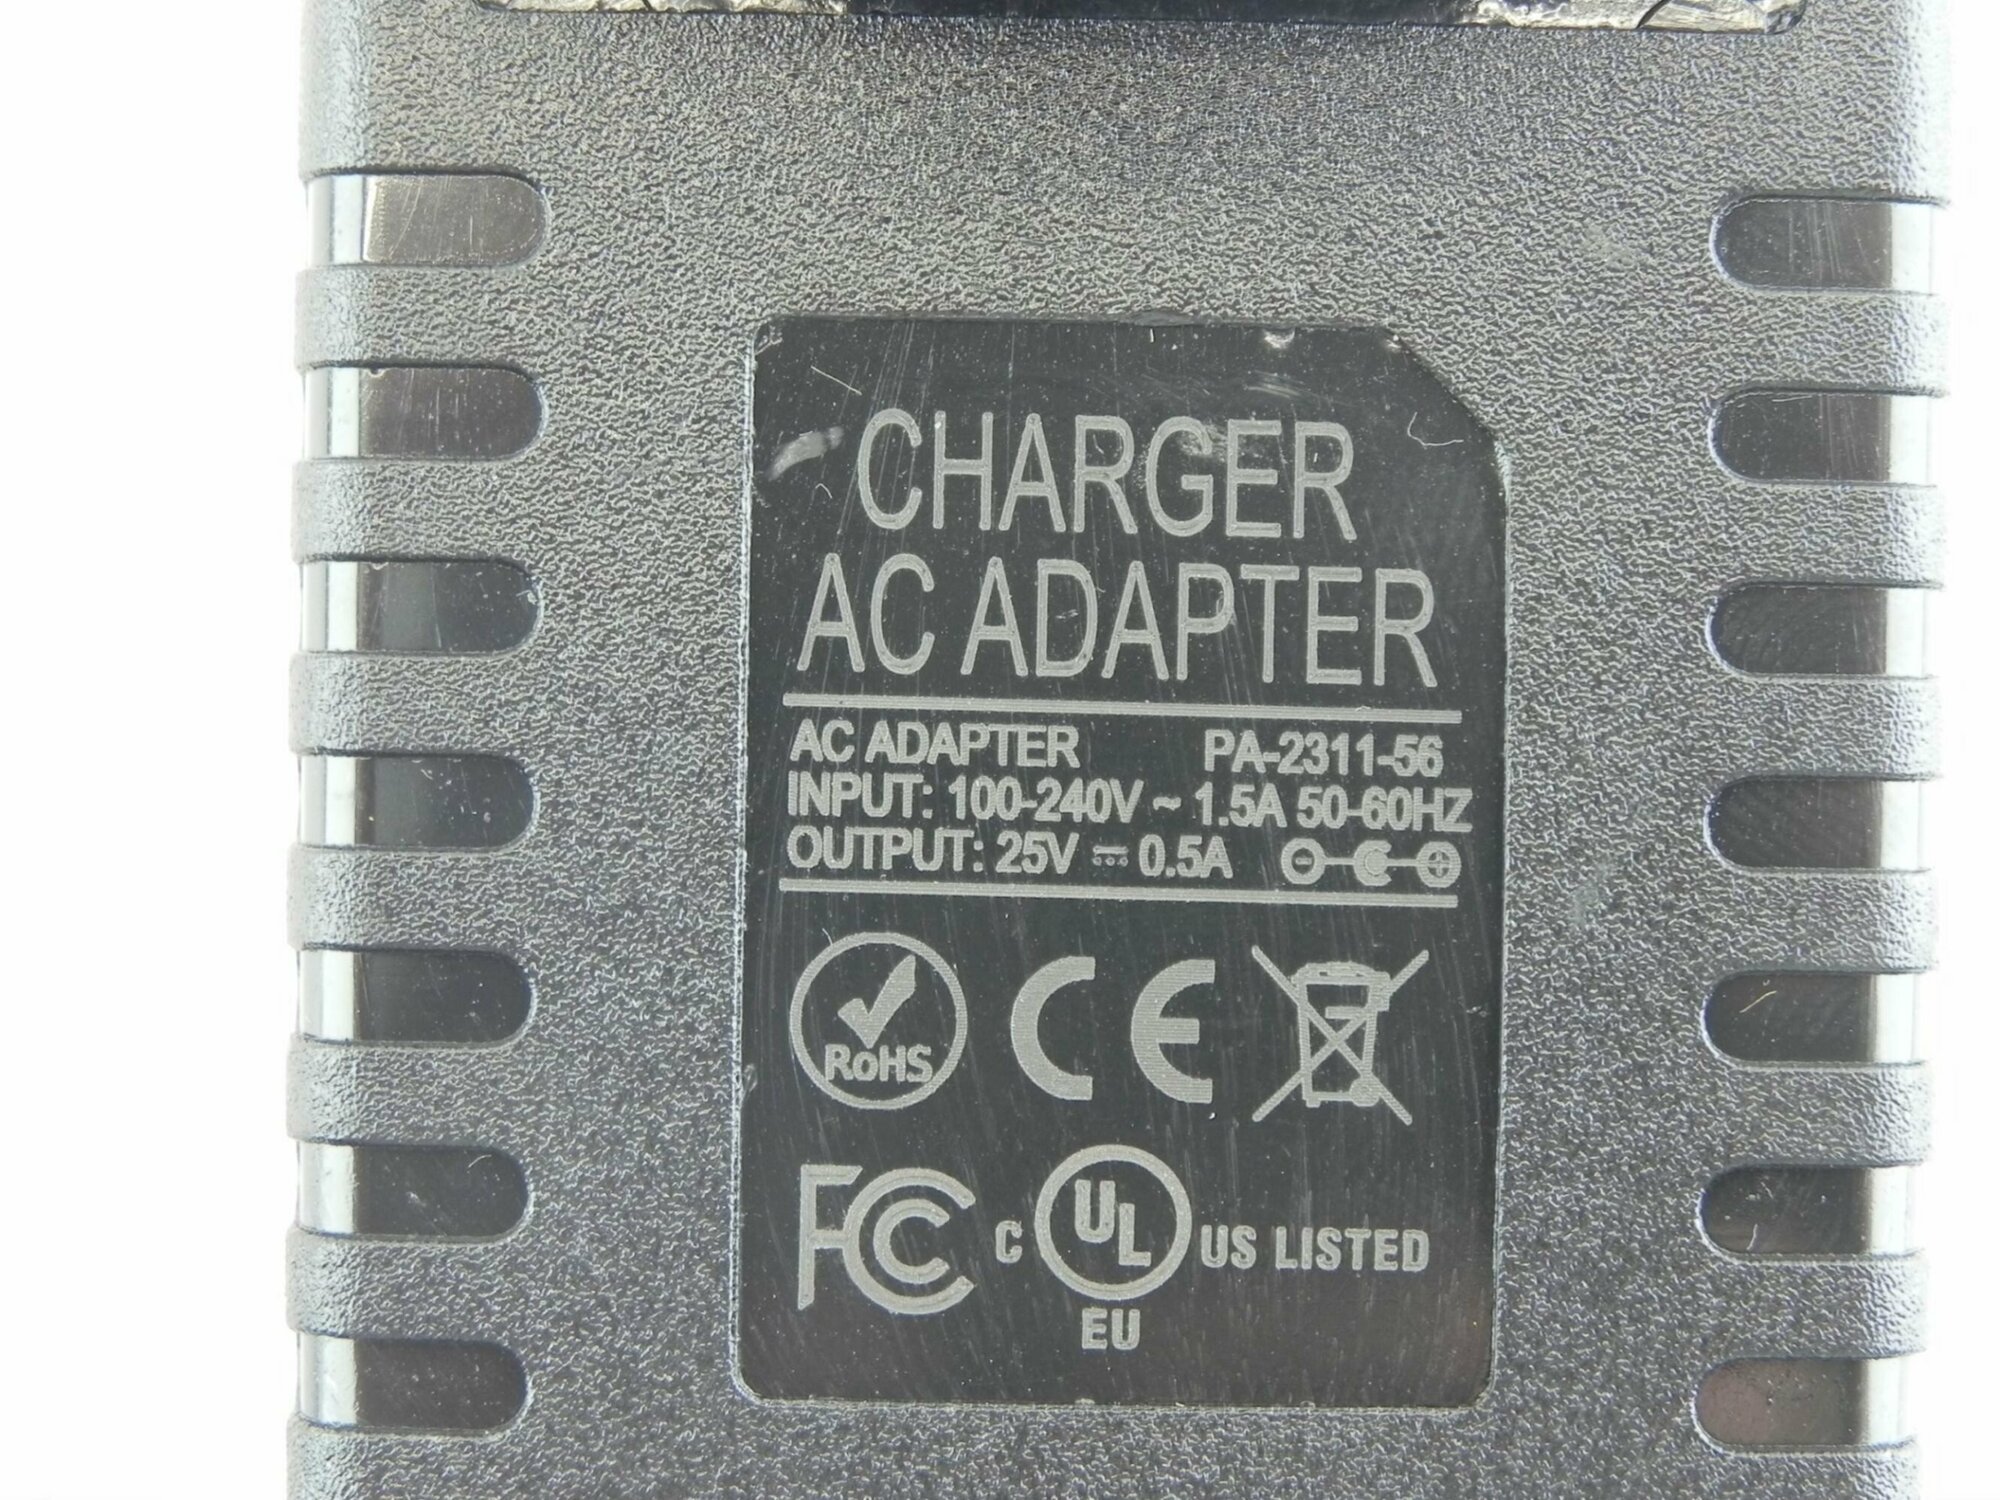 CHARGER
AC ADAPTER
AC ADAPTER PA-2311-56
INPUT: 100-240V ~ 1.5A 50-60HZ
OUTPUT: 25V ⎓ 0.5A
RoHS CE
FC C UL US LISTED
EU